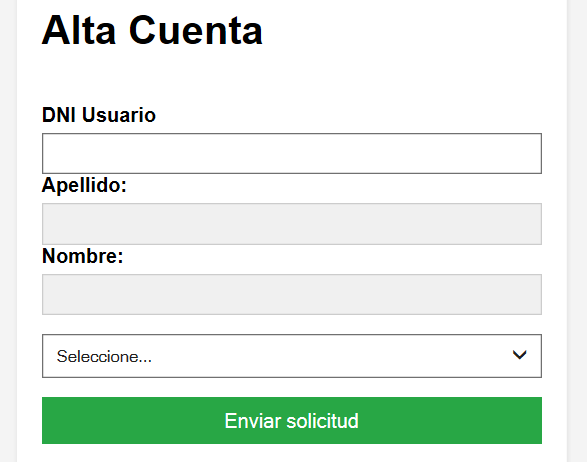 Alta Cuenta
DNI Usuario
Apellido:
Nombre:
Seleccione...
Enviar solicitud